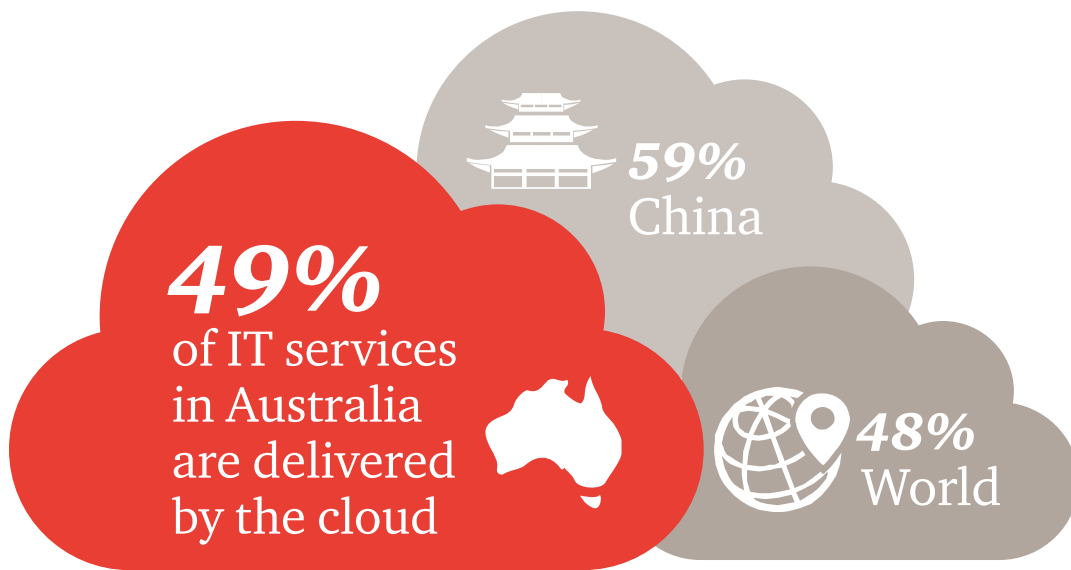 49%
of IT services
in Australia
are delivered
by the cloud
59%
China
48%
World